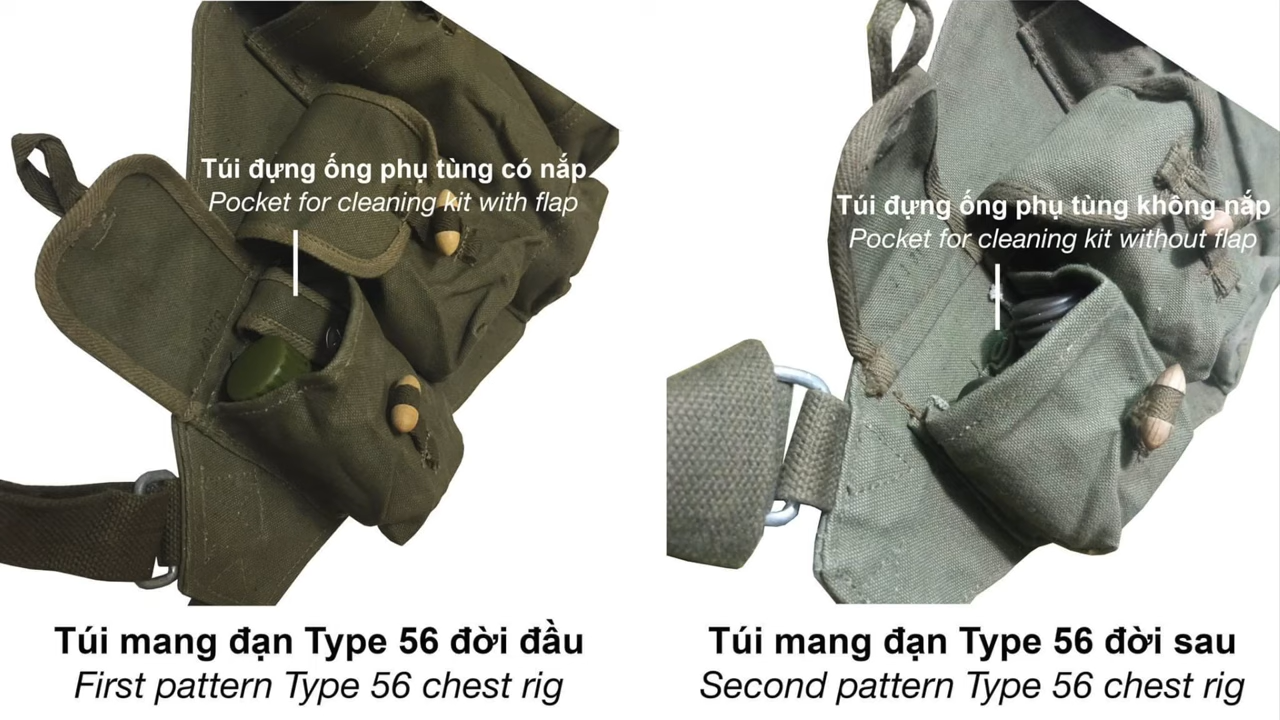 Túi đựng ống phụ tùng có nắp
Pocket for cleaning kit with flap
Túi mang đạn Type 56 đời đầu
First pattern Type 56 chest rig
Túi đựng ống phụ tùng không nắp
Pocket for cleaning kit without flap
Túi mang đạn Type 56 đời sau
Second pattern Type 56 chest rig